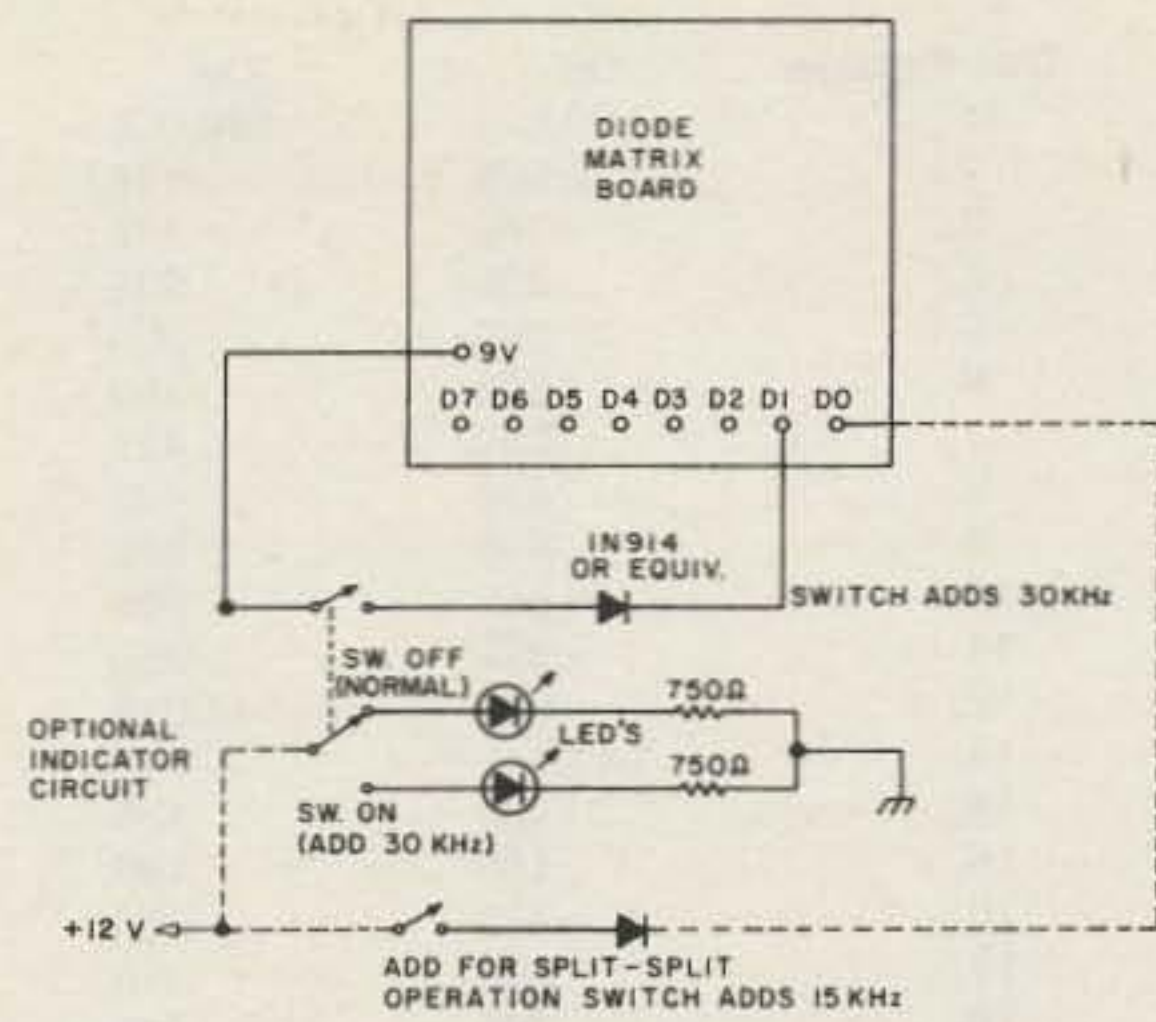 DIODE
MATRIX
BOARD
9V
D7 D6 D5 D4 D3 D2 D1 D0
IN914
OR EQUIV.
SWITCH ADDS 30KHz
SW. OFF
(NORMAL)
750Ω
OPTIONAL
INDICATOR
CIRCUIT
LED'S
750Ω
SW. ON
(ADD 30 KHz)
+12 V
ADD FOR SPLIT-SPLIT
OPERATION SWITCH ADDS 15KHz